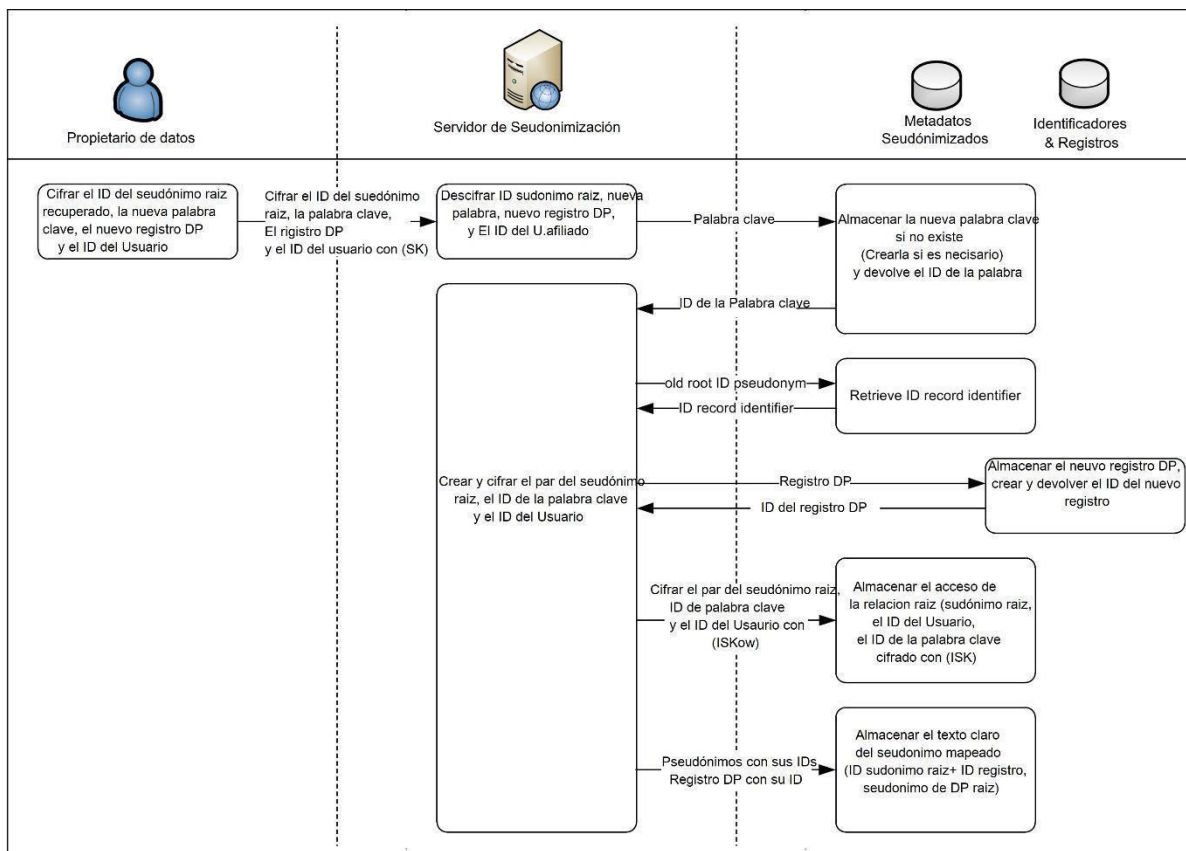 Propietario de datos
Servidor de Seudonimización
Metadatos
Seudónimizados
Identificadores
& Registros
Cifrar el ID del seudónimo raiz
recuperado, la nueva palabra
clave, el nuevo registro DP
y el ID del Usuario
Cifrar el ID del suedónimo
raiz, la palabra clave,
El rigistro DP
y el ID del usuario con (SK)
Descifrar ID sudonimo raiz, nueva
palabra, nuevo registro DP,
y El ID del U.afiliado
Palabra clave
Almacenar la nueva palabra clave
si no existe
(Crearla si es necisario)
y devolve el ID de la palabra
ID de la Palabra clave
old root ID pseudonym
ID record identifier
Retrieve ID record identifier
Crear y cifrar el par del seudónimo
raiz, el ID de la palabra clave
y el ID del Usuario
Registro DP
ID del registro DP
Almacenar el neuvo registro DP,
crear y devolver el ID del nuevo
registro
Cifrar el par del seudónimo raiz,
ID de palabra clave
y el ID del Usaurio con
(ISKow)
Almacenar el acceso de
la relacion raiz (sudónimo raiz,
el ID del Usuario,
el ID de la palabra clave
cifrado con (ISK)
Pseudónimos con sus IDs
Registro DP con su ID
Almacenar el texto claro
del seudonimo mapeado
(ID sudonimo raiz+ ID registro,
seudonimo de DP raiz)